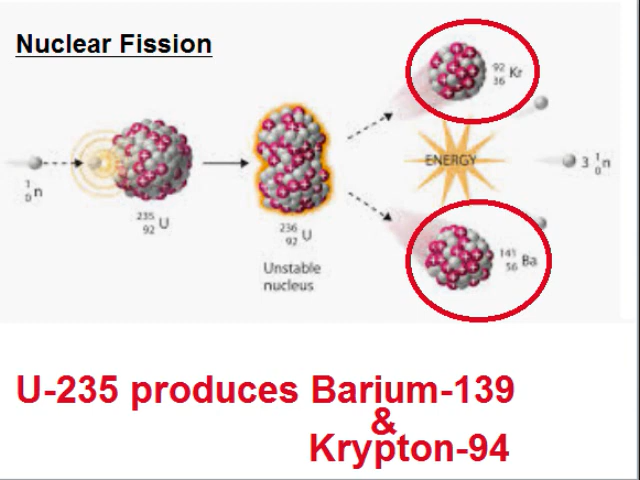 Nuclear Fission
92
36 Kr
ENERGY
3 1
0 n
1
0 n
235
92 U
236
92 U
Unstable
nucleus
141
56 Ba
U-235 produces Barium-139
&
Krypton-94